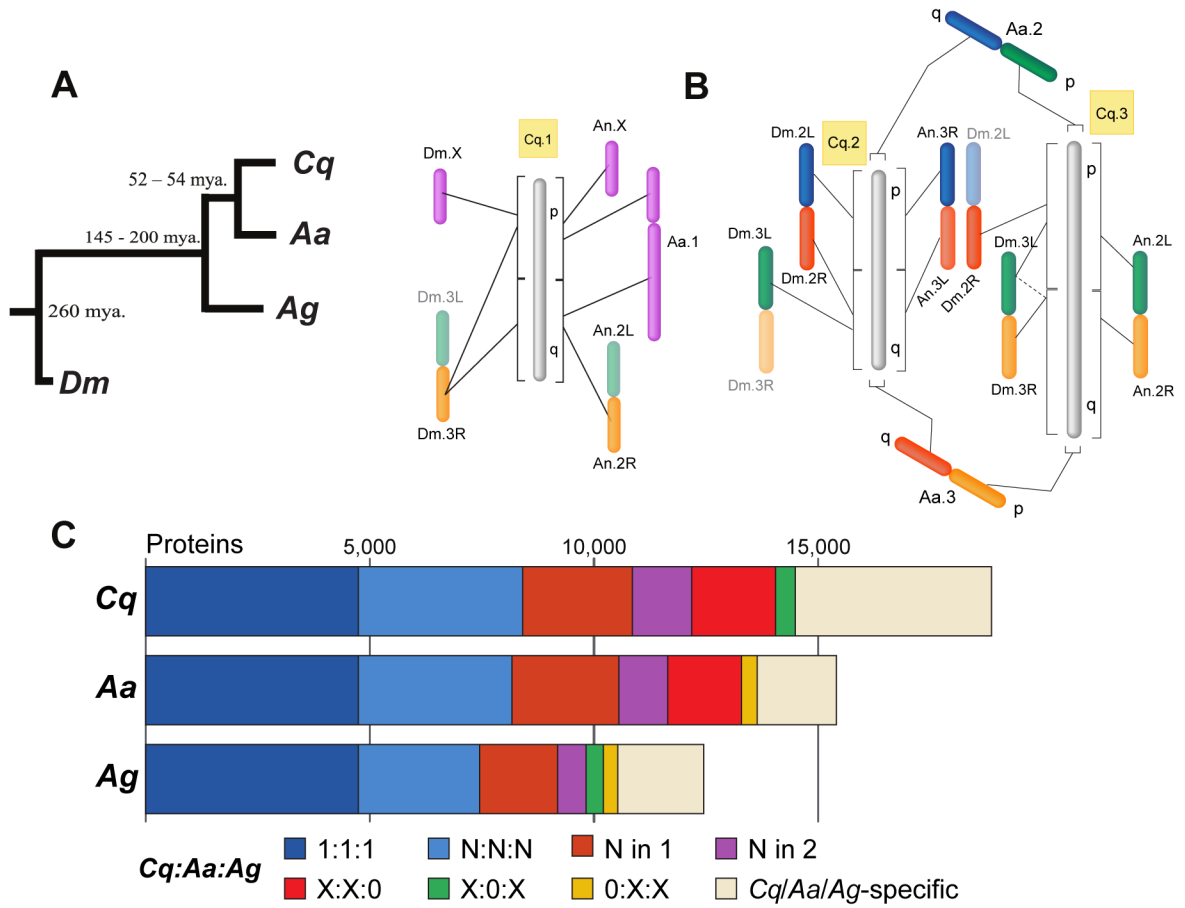 A
52 – 54 mya.
Cq
Aa
145 - 200 mya.
Ag
260 mya.
Dm
Cq.1
Dm.X
An.X
p
Aa.1
Dm.3L
An.2L
q
Dm.3R
An.2R
B
q
Aa.2
p
Cq.2
Cq.3
Dm.2L
An.3R
Dm.2L
p
p
Dm.3L
Dm.2R
An.3L
Dm.2R
Dm.3L
An.2L
q
Dm.3R
Dm.3R
An.2R
q
q
Aa.3
p
C
Proteins 5,000 10,000 15,000
Cq
Aa
Ag
Cq:Aa:Ag
1:1:1 N:N:N N in 1 N in 2
X:X:0 X:0:X 0:X:X Cq/Aa/Ag-specific